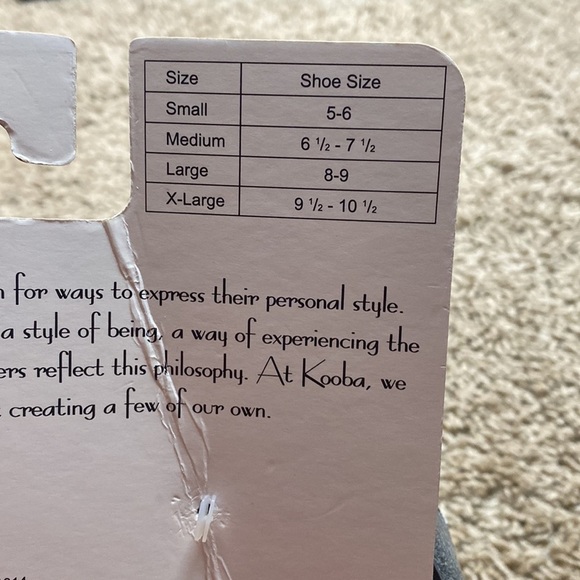 Size Shoe Size
Small 5-6
Medium 6 1/2 - 7 1/2
Large 8-9
X-Large 9 1/2 - 10 1/2
for ways to express their personal style.
a style of being, a way of experiencing the
ers reflect this philosophy. At Kooba, we
creating a few of our own.